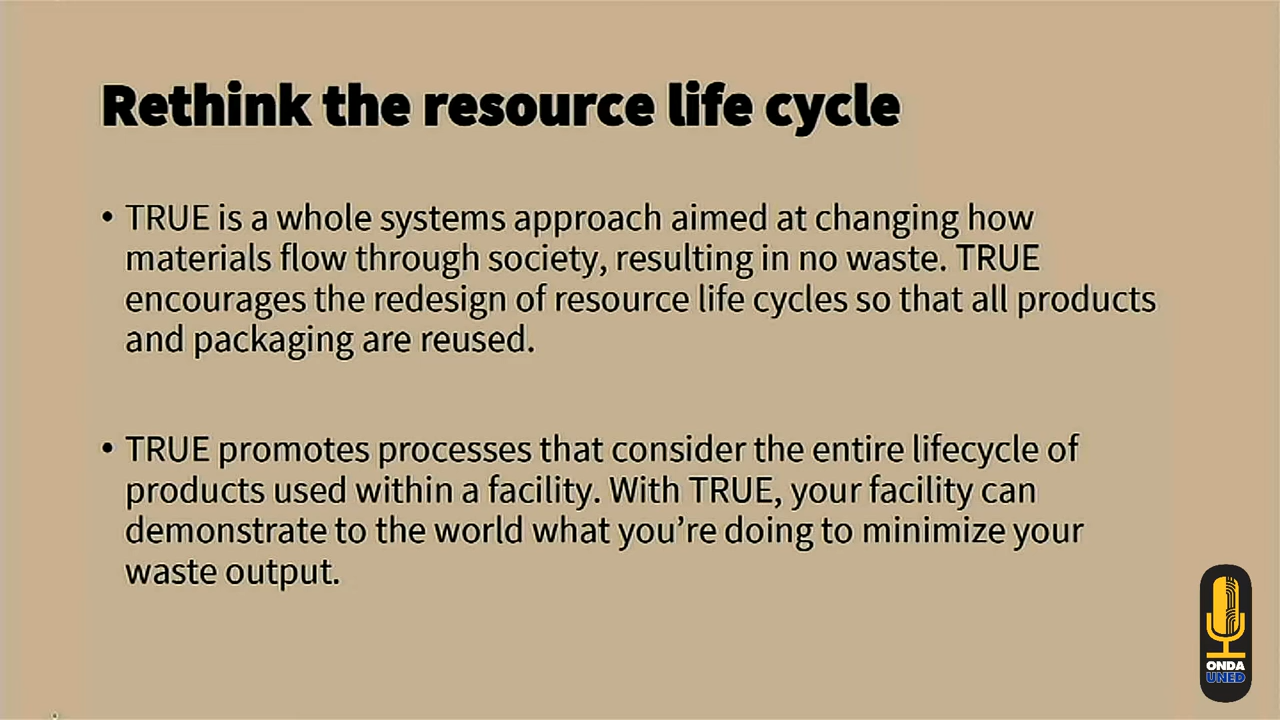 Rethink the resource life cycle
• TRUE is a whole systems approach aimed at changing how
materials flow through society, resulting in no waste. TRUE
encourages the redesign of resource life cycles so that all products
and packaging are reused.
• TRUE promotes processes that consider the entire lifecycle of
products used within a facility. With TRUE, your facility can
demonstrate to the world what you’re doing to minimize your
waste output.
ONDA
UNED